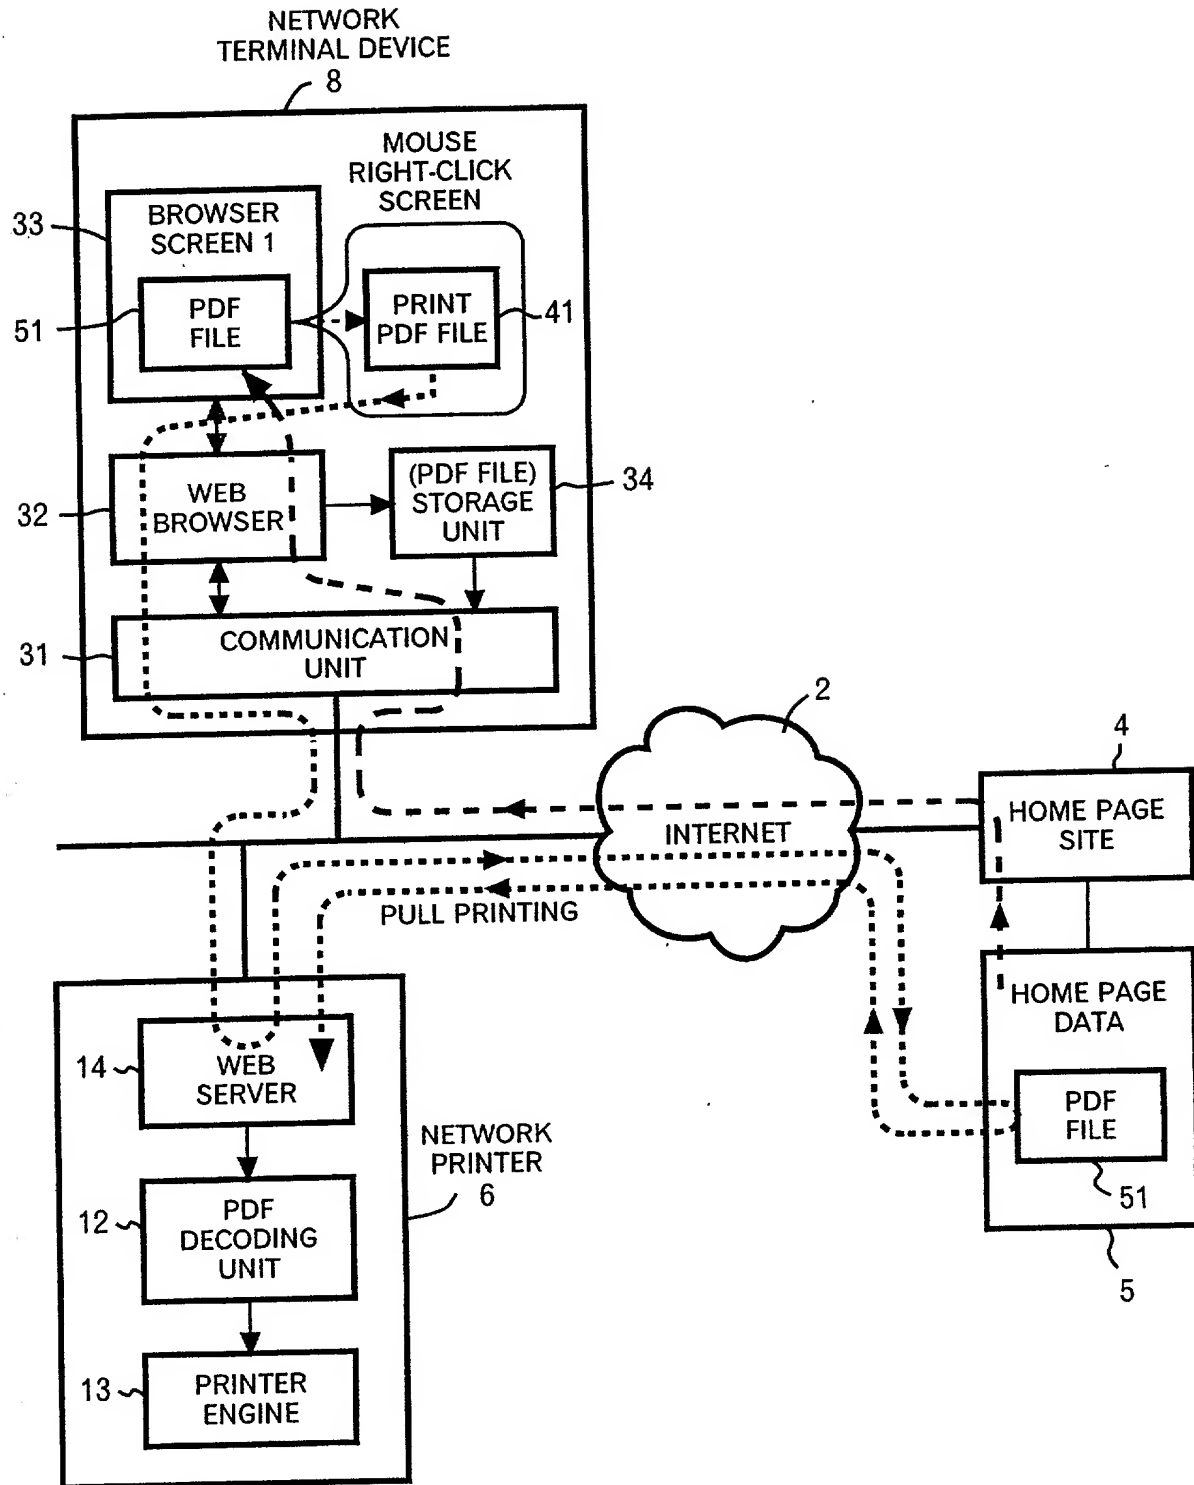 NETWORK
TERMINAL DEVICE
8
MOUSE
RIGHT-CLICK
SCREEN
33
BROWSER
SCREEN 1
51
PDF
FILE
PRINT
PDF FILE
41
32
WEB
BROWSER
(PDF FILE)
STORAGE
UNIT
34
31
COMMUNICATION
UNIT
2
4
INTERNET
HOME PAGE
SITE
PULL PRINTING
HOME PAGE
DATA
PDF
FILE
51
5
14
WEB
SERVER
NETWORK
PRINTER
6
12
PDF
DECODING
UNIT
13
PRINTER
ENGINE